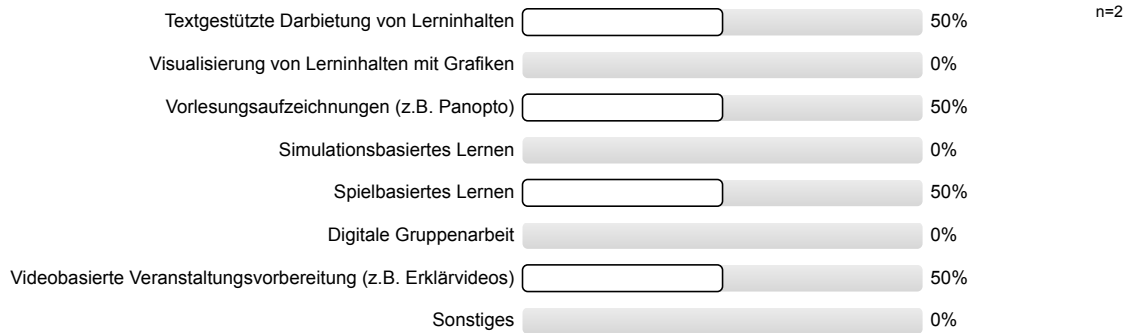 Textgestützte Darbietung von Lerninhalten 50% n=2
Visualisierung von Lerninhalten mit Grafiken 0%
Vorlesungsaufzeichnungen (z.B. Panopto) 50%
Simulationsbasiertes Lernen 0%
Spielbasiertes Lernen 50%
Digitale Gruppenarbeit 0%
Videobasierte Veranstaltungsvorbereitung (z.B. Erklärvideos) 50%
Sonstiges 0%